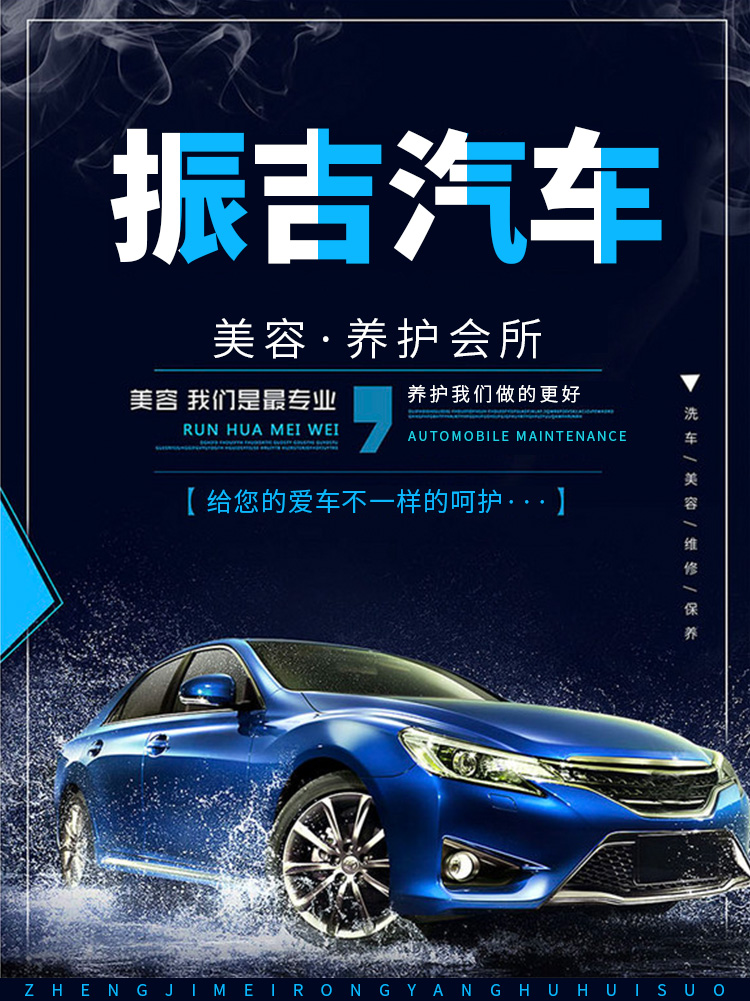 振吉汽车
美容·养护会所
美容 我们是最专业
RUN HUA MEI WEI
养护我们做的更好
AUTOMOBILE MAINTENANCE
【给您的爱车不一样的呵护···】
洗车/美容/维修/保养
ZHENGJIMEIRONGYANGHUHUISUO